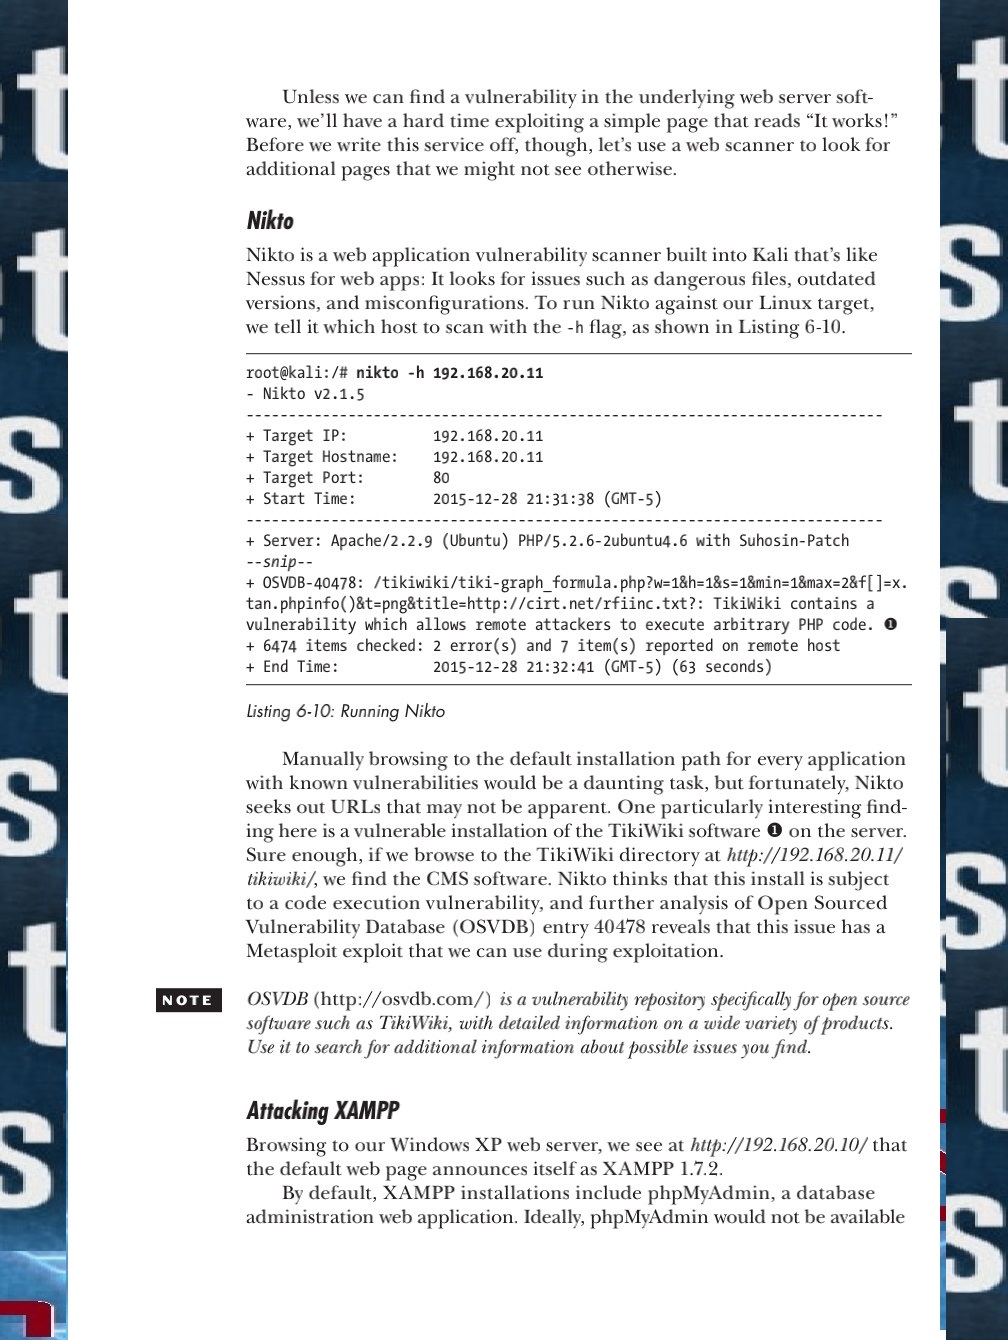 Unless we can find a vulnerability in the underlying web server soft-
ware, we'll have a hard time exploiting a simple page that reads “It works!”
Before we write this service off, though, let's use a web scanner to look for
additional pages that we might not see otherwise.
Nikto
Nikto is a web application vulnerability scanner built into Kali that's like
Nessus for web apps: It looks for issues such as dangerous files, outdated
versions, and misconfigurations. To run Nikto against our Linux target,
we tell it which host to scan with the -h flag, as shown in Listing 6-10.
root@kali:/# nikto -h 192.168.20.11
- Nikto v2.1.5
---------------------------------------------------------------------------
+ Target IP:          192.168.20.11
+ Target Hostname:    192.168.20.11
+ Target Port:        80
+ Start Time:         2015-12-28 21:31:38 (GMT-5)
---------------------------------------------------------------------------
+ Server: Apache/2.2.9 (Ubuntu) PHP/5.2.6-2ubuntu4.6 with Suhosin-Patch
--snip--
+ OSVDB-40478: /tikiwiki/tiki-graph_formula.php?w=1&h=1&s=1&min=1&max=2&f[]=x.
tan.phpinfo()&t=png&title=http://cirt.net/rfiinc.txt?: TikiWiki contains a
vulnerability which allows remote attackers to execute arbitrary PHP code. ❶
+ 6474 items checked: 2 error(s) and 7 item(s) reported on remote host
+ End Time:           2015-12-28 21:32:41 (GMT-5) (63 seconds)
Listing 6-10: Running Nikto
Manually browsing to the default installation path for every application
with known vulnerabilities would be a daunting task, but fortunately, Nikto
seeks out URLs that may not be apparent. One particularly interesting find-
ing here is a vulnerable installation of the TikiWiki software ❶ on the server.
Sure enough, if we browse to the TikiWiki directory at http://192.168.20.11/
tikiwiki/, we find the CMS software. Nikto thinks that this install is subject
to a code execution vulnerability, and further analysis of Open Sourced
Vulnerability Database (OSVDB) entry 40478 reveals that this issue has a
Metasploit exploit that we can use during exploitation.
NOTE OSVDB (http://osvdb.com/) is a vulnerability repository specifically for open source
software such as TikiWiki, with detailed information on a wide variety of products.
Use it to search for additional information about possible issues you find.
Attacking XAMPP
Browsing to our Windows XP web server, we see at http://192.168.20.10/ that
the default web page announces itself as XAMPP 1.7.2.
By default, XAMPP installations include phpMyAdmin, a database
administration web application. Ideally, phpMyAdmin would not be available